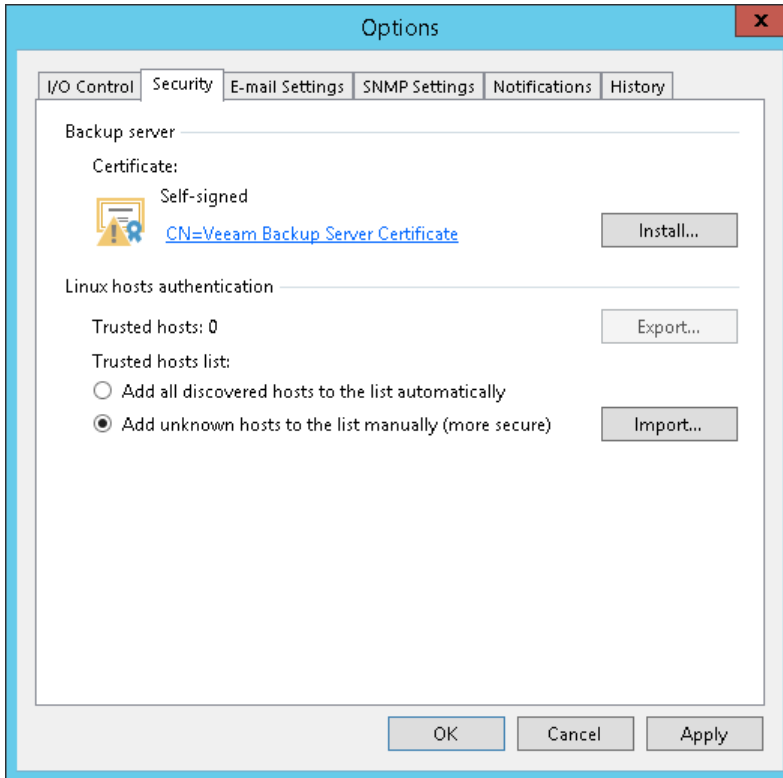 Options
x
I/O Control Security E-mail Settings SNMP Settings Notifications History
Backup server
Certificate:
Self-signed
CN=Veeam Backup Server Certificate Install...
Linux hosts authentication
Trusted hosts: 0 Export...
Trusted hosts list:
Add all discovered hosts to the list automatically
Add unknown hosts to the list manually (more secure) Import...
OK Cancel Apply